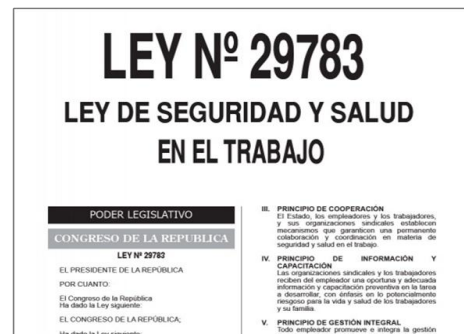 LEY Nº 29783
LEY DE SEGURIDAD Y SALUD
EN EL TRABAJO
PODER LEGISLATIVO
CONGRESO DE LA REPUBLICA
LEY Nº 29783
EL PRESIDENTE DE LA REPÚBLICA
POR CUANTO:
El Congreso de la República
Ha dado la Ley siguiente:
EL CONGRESO DE LA REPÚBLICA;
Ha dado la Ley siguiente:
III. PRINCIPIO DE COOPERACIÓN
El Estado, los empleadores y los trabajadores,
y sus organizaciones sindicales establecen
mecanismos que garanticen una permanente
colaboración y coordinación en materia de
seguridad y salud en el trabajo.
IV. PRINCIPIO DE INFORMACIÓN Y
CAPACITACIÓN
Las organizaciones sindicales y los trabajadores
reciben del empleador una oportuna y adecuada
información y capacitación preventiva en la tarea
a desarrollar, con énfasis en lo potencialmente
riesgoso para la vida y salud de los trabajadores
y su familia.
V. PRINCIPIO DE GESTIÓN INTEGRAL
Todo empleador promueve e integra la gestión